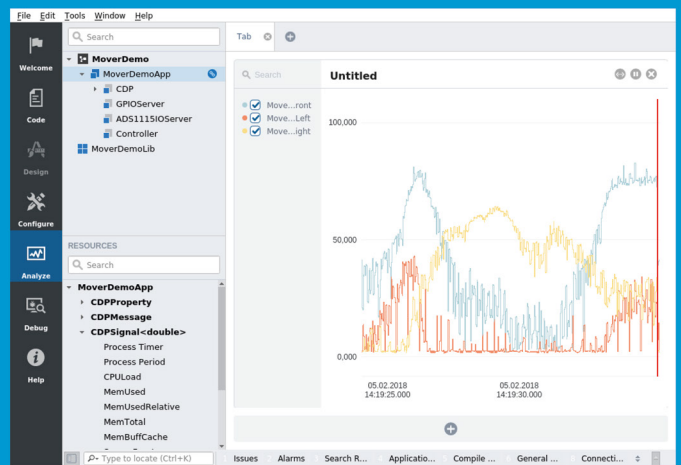 File Edit Tools Window Help
Search
Tab
Welcome
MoverDemo
MoverDemoApp
CDP
GPIOServer
ADS1115IOServer
Controller
MoverDemoLib
Code
Design
Configure
Analyze
Debug
Help
RESOURCES
Search
MoverDemoApp
CDPProperty
CDPMessage
CDPSignal<double>
Process Timer
Process Period
CPULoad
MemUsed
MemUsedRelative
MemTotal
MemBuffCache
Search
Untitled
Move...ront
Move...Left
Move...ight
100,000
50,000
0,000
05.02.2018
14:19:25.000
05.02.2018
14:19:30.000
Type to locate (Ctrl+K)
Issues Alarms Search R... Applicatio... Compile ... General ... Connecti...